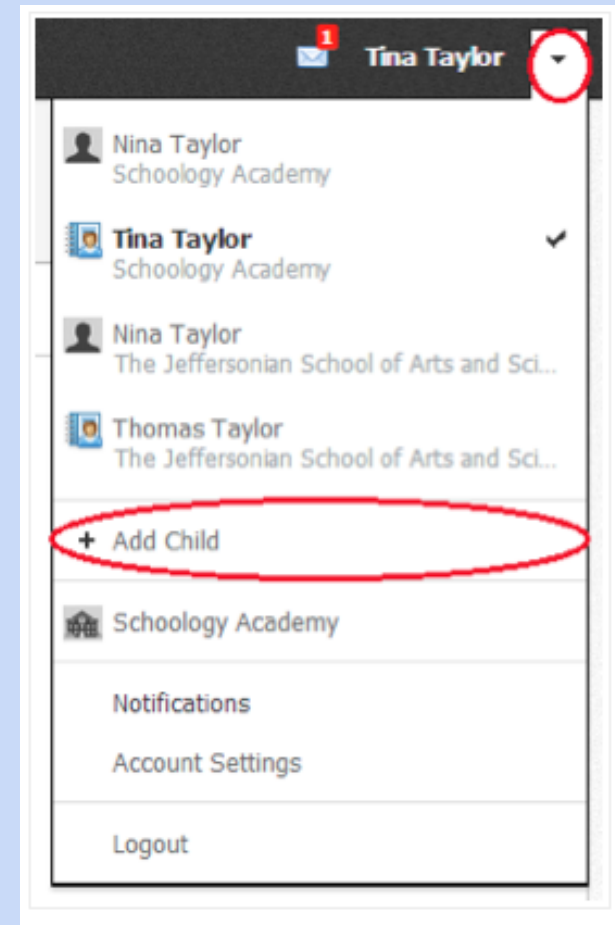 1
Tina Taylor
Nina Taylor
Schoology Academy
Tina Taylor
Schoology Academy
Nina Taylor
The Jeffersonian School of Arts and Sci...
Thomas Taylor
The Jeffersonian School of Arts and Sci...
+ Add Child
Schoology Academy
Notifications
Account Settings
Logout